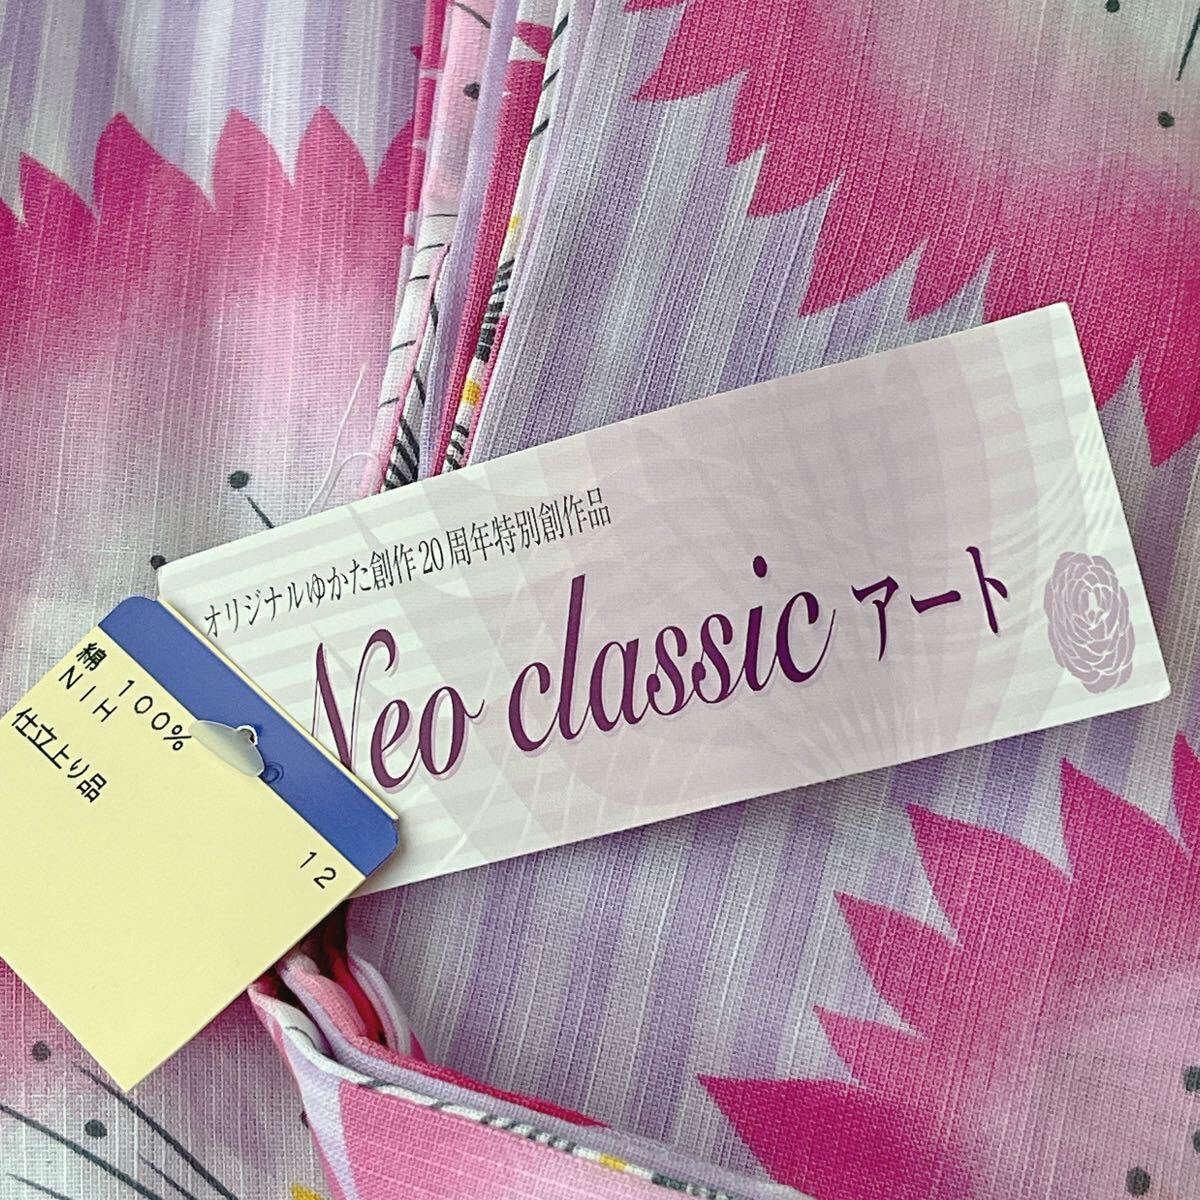 オリジナルゆかた創作20周年特別創作品
Neo classic アート
綿 100%
NIH
仕立上り品
12